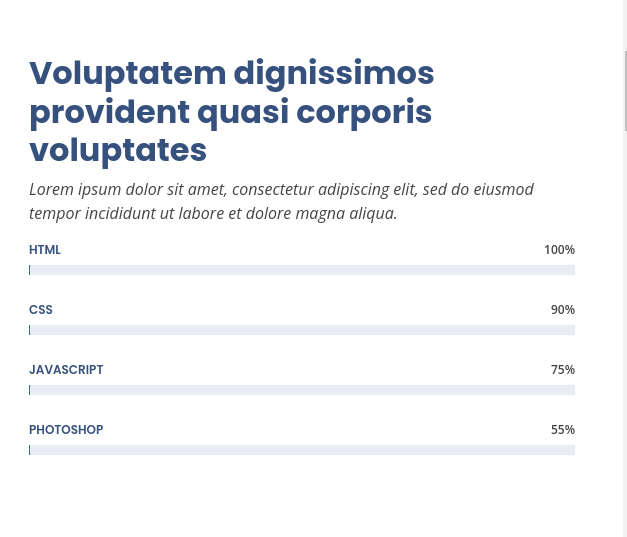 Voluptatem dignissimos
provident quasi corporis
voluptates
Lorem ipsum dolor sit amet, consectetur adipiscing elit, sed do eiusmod
tempor incididunt ut labore et dolore magna aliqua.
HTML 100%
CSS 90%
JAVASCRIPT 75%
PHOTOSHOP 55%